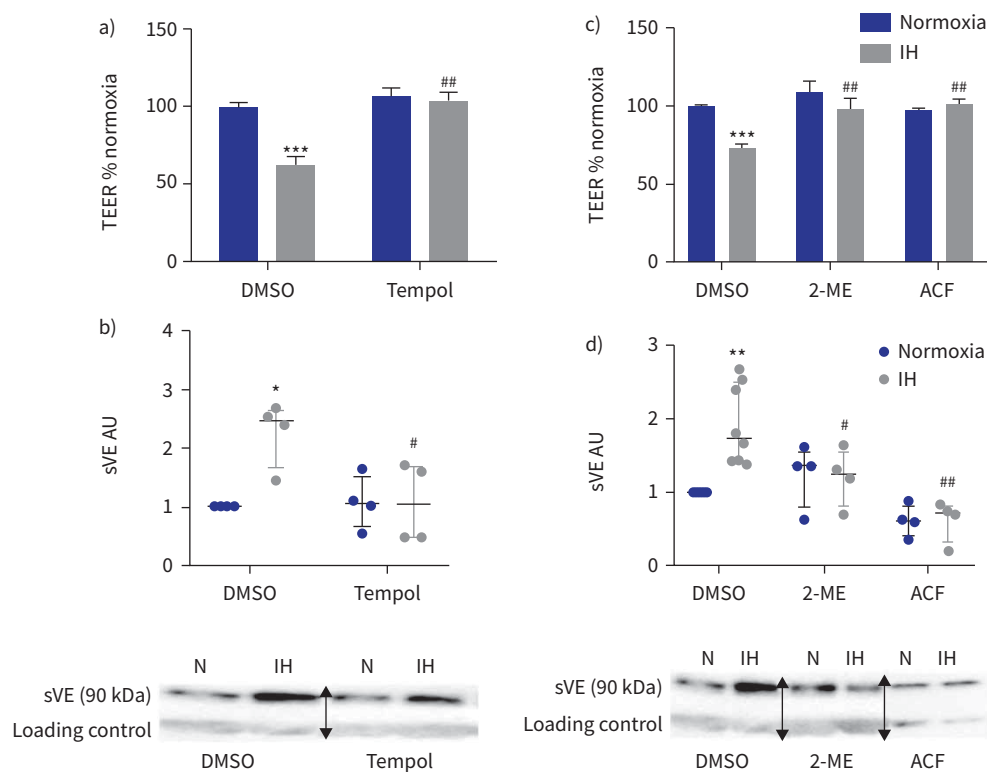 a)
150
100
50
0
TEER % normoxia
***
##
DMSO Tempol
c)
150
100
50
0
TEER % normoxia
Normoxia
IH
***
##
##
DMSO 2-ME ACF
b)
4
3
2
1
0
sVE AU
*
#
DMSO Tempol
d)
3
2
1
0
sVE AU
Normoxia
IH
**
#
##
DMSO 2-ME ACF
N IH N IH
sVE (90 kDa)
Loading control
DMSO Tempol
N IH N IH N IH
sVE (90 kDa)
Loading control
DMSO 2-ME ACF